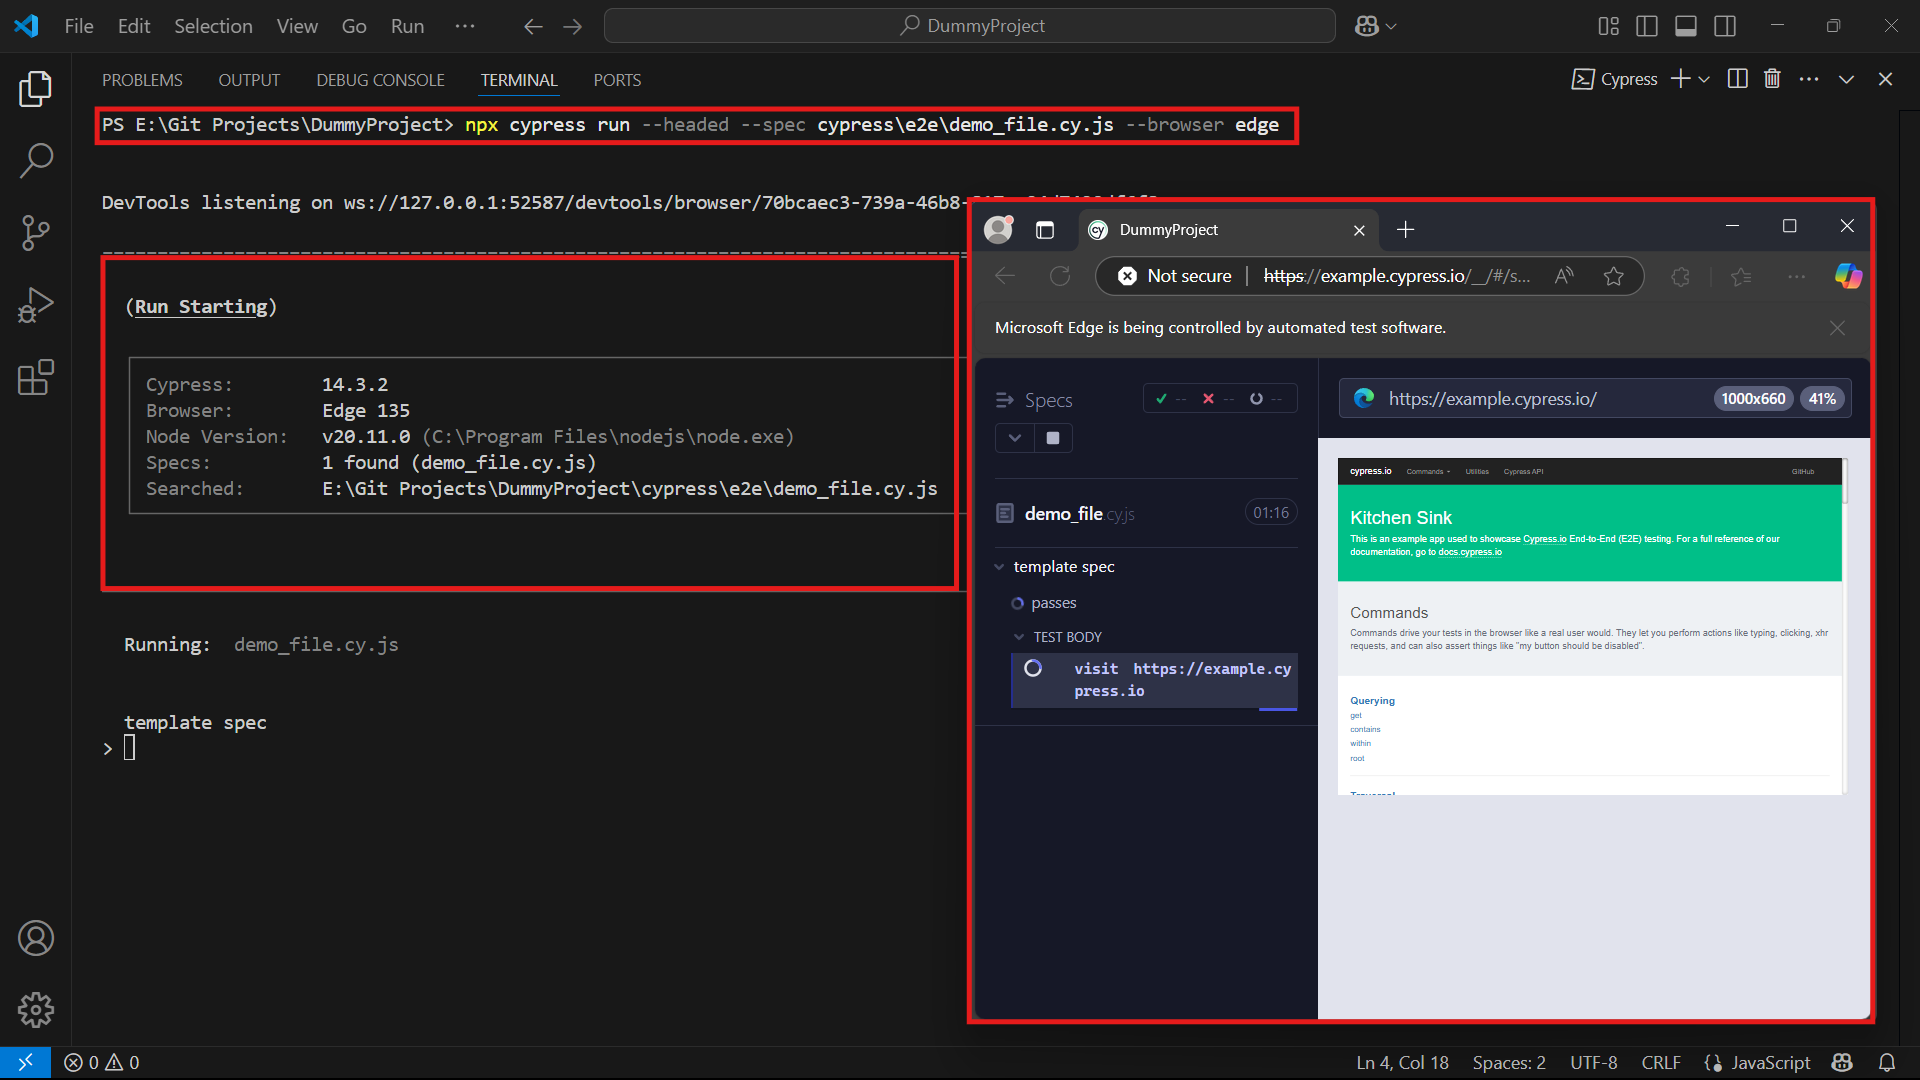 File Edit Selection View Go Run ···
DummyProject
PROBLEMS OUTPUT DEBUG CONSOLE TERMINAL PORTS
Cypress
PS E:\Git Projects\DummyProject> npx cypress run --headed --spec cypress\e2e\demo_file.cy.js --browser edge
DevTools listening on ws://127.0.0.1:52587/devtools/browser/70bcaec3-739a-46b8-
(Run Starting)
Cypress: 14.3.2
Browser: Edge 135
Node Version: v20.11.0 (C:\Program Files\nodejs\node.exe)
Specs: 1 found (demo_file.cy.js)
Searched: E:\Git Projects\DummyProject\cypress\e2e\demo_file.cy.js
Running: demo_file.cy.js
template spec
>
cy DummyProject
Not secure | https://example.cypress.io/__/#/s...
Microsoft Edge is being controlled by automated test software.
Specs
-- -- --
demo_file.cy.js 01:16
template spec
passes
TEST BODY
visit https://example.cy
press.io
https://example.cypress.io/ 1000x660 41%
cypress.io Commands Utilities Cypress API GitHub
Kitchen Sink
This is an example app used to showcase Cypress.io End-to-End (E2E) testing. For a full reference of our
documentation, go to docs.cypress.io
Commands
Commands drive your tests in the browser like a real user would. They let you perform actions like typing, clicking, xhr
requests, and can also assert things like "my button should be disabled".
Querying
get
contains
within
root
0 0
Ln 4, Col 18 Spaces: 2 UTF-8 CRLF {} JavaScript